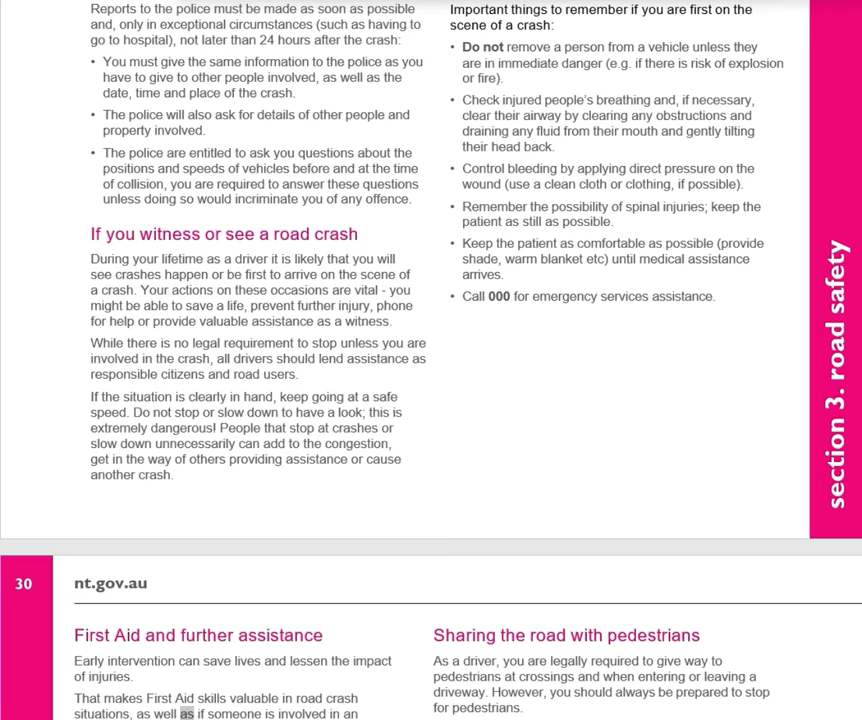 Reports to the police must be made as soon as possible
and, only in exceptional circumstances (such as having to
go to hospital), not later than 24 hours after the crash:
• You must give the same information to the police as you
have to give to other people involved, as well as the
date, time and place of the crash.
• The police will also ask for details of other people and
property involved.
• The police are entitled to ask you questions about the
positions and speeds of vehicles before and at the time
of collision, you are required to answer these questions
unless doing so would incriminate you of any offence.
If you witness or see a road crash
During your lifetime as a driver it is likely that you will
see crashes happen or be first to arrive on the scene of
a crash. Your actions on these occasions are vital - you
might be able to save a life, prevent further injury, phone
for help or provide valuable assistance as a witness.
While there is no legal requirement to stop unless you are
involved in the crash, all drivers should lend assistance as
responsible citizens and road users.
If the situation is clearly in hand, keep going at a safe
speed. Do not stop or slow down to have a look; this is
extremely dangerous! People that stop at crashes or
slow down unnecessarily can add to the congestion,
get in the way of others providing assistance or cause
another crash.
Important things to remember if you are first on the
scene of a crash:
• Do not remove a person from a vehicle unless they
are in immediate danger (e.g. if there is risk of explosion
or fire).
• Check injured people's breathing and, if necessary,
clear their airway by clearing any obstructions and
draining any fluid from their mouth and gently tilting
their head back.
• Control bleeding by applying direct pressure on the
wound (use a clean cloth or clothing, if possible).
• Remember the possibility of spinal injuries; keep the
patient as still as possible.
• Keep the patient as comfortable as possible (provide
shade, warm blanket etc) until medical assistance
arrives.
• Call 000 for emergency services assistance.
section 3. road safety
30
nt.gov.au
First Aid and further assistance
Early intervention can save lives and lessen the impact
of injuries.
That makes First Aid skills valuable in road crash
situations, as well as if someone is involved in an
Sharing the road with pedestrians
As a driver, you are legally required to give way to
pedestrians at crossings and when entering or leaving a
driveway. However, you should always be prepared to stop
for pedestrians.